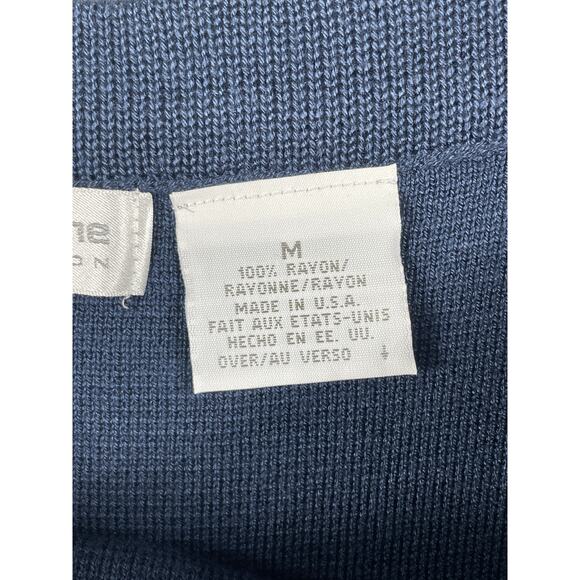 M
100% RAYON/
RAYONNE/RAYON
MADE IN U.S.A.
FAIT AUX ETATS-UNIS
HECHO EN EE. UU.
OVER/AU VERSO